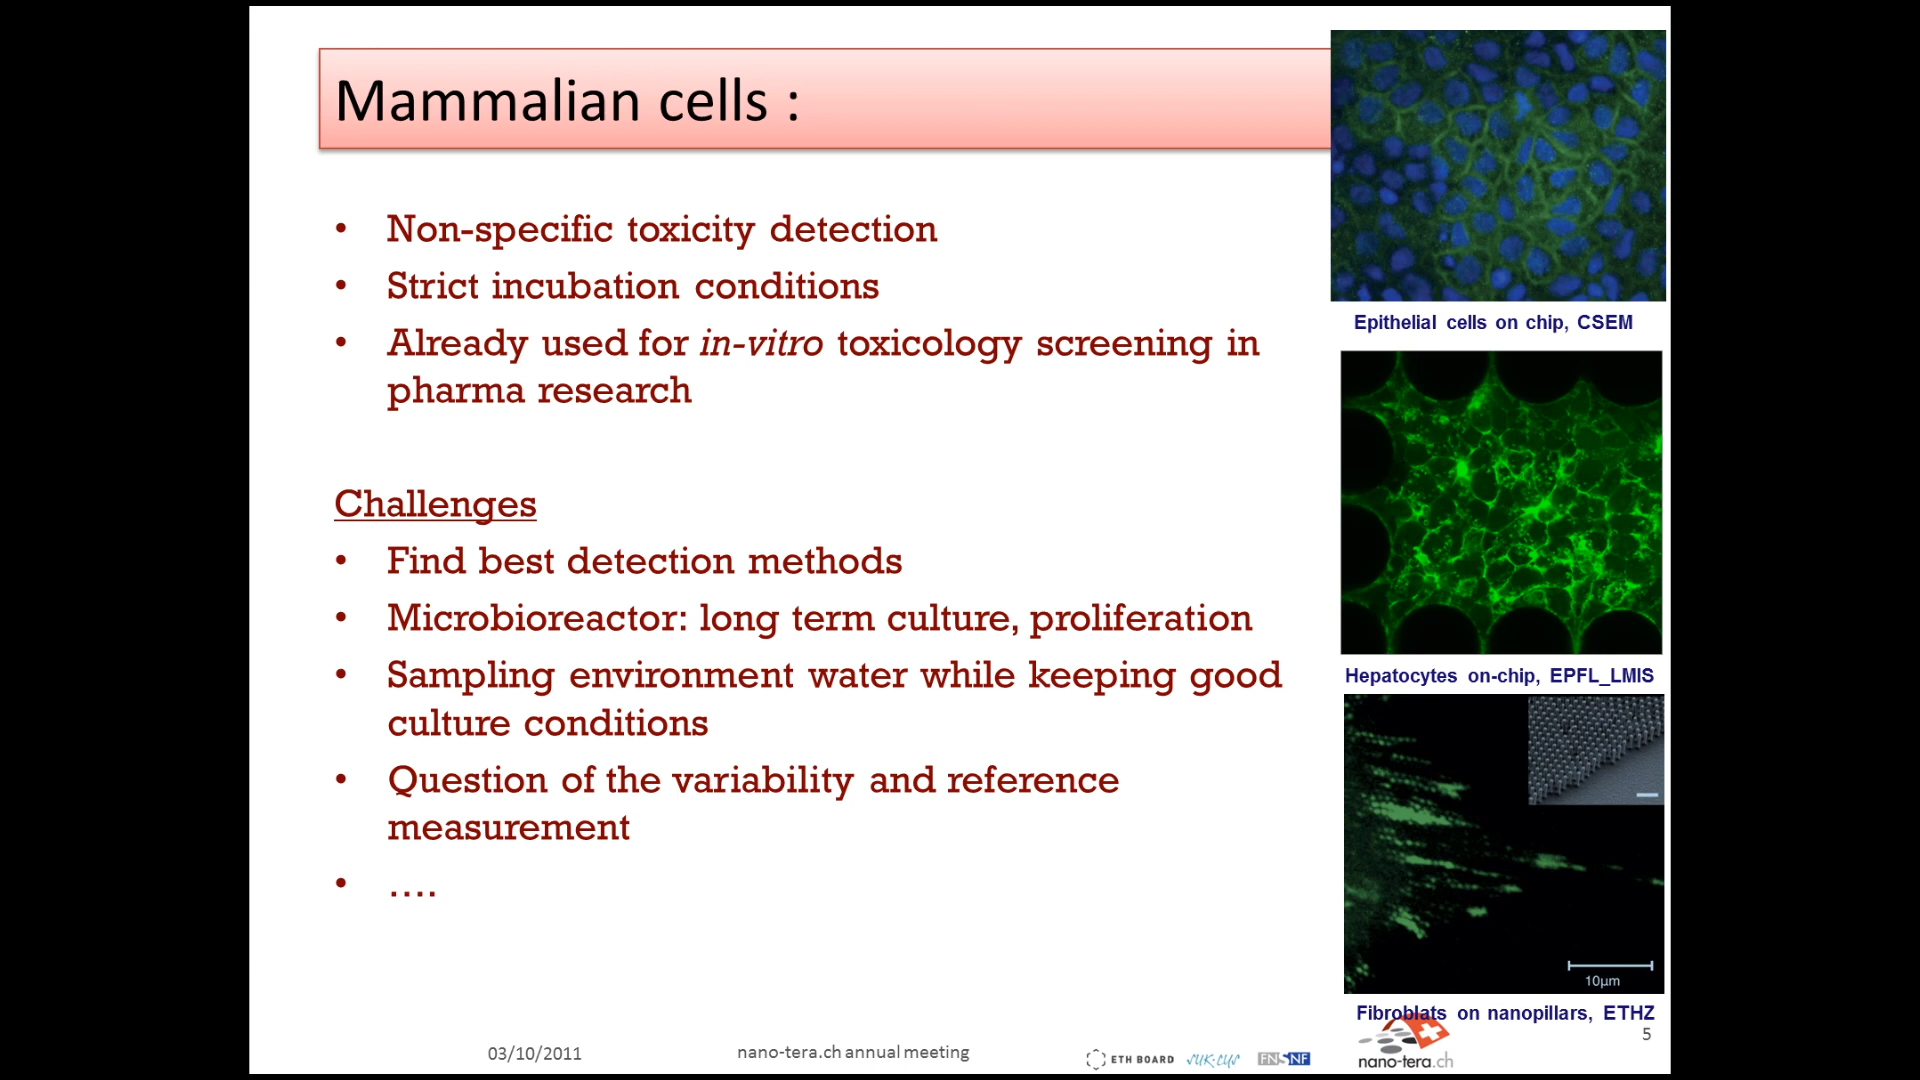 Mammalian cells :
• Non-specific toxicity detection
• Strict incubation conditions
• Already used for in-vitro toxicology screening in
pharma research
Challenges
• Find best detection methods
• Microbioreactor: long term culture, proliferation
• Sampling environment water while keeping good
culture conditions
• Question of the variability and reference
measurement
• ....
Epithelial cells on chip, CSEM
Hepatocytes on-chip, EPFL_LMIS
10µm
Fibroblats on nanopillars, ETHZ
03/10/2011
nano-tera.ch annual meeting
ETH BOARD
SUK-CUS
FNSNF
nano-tera.ch
5